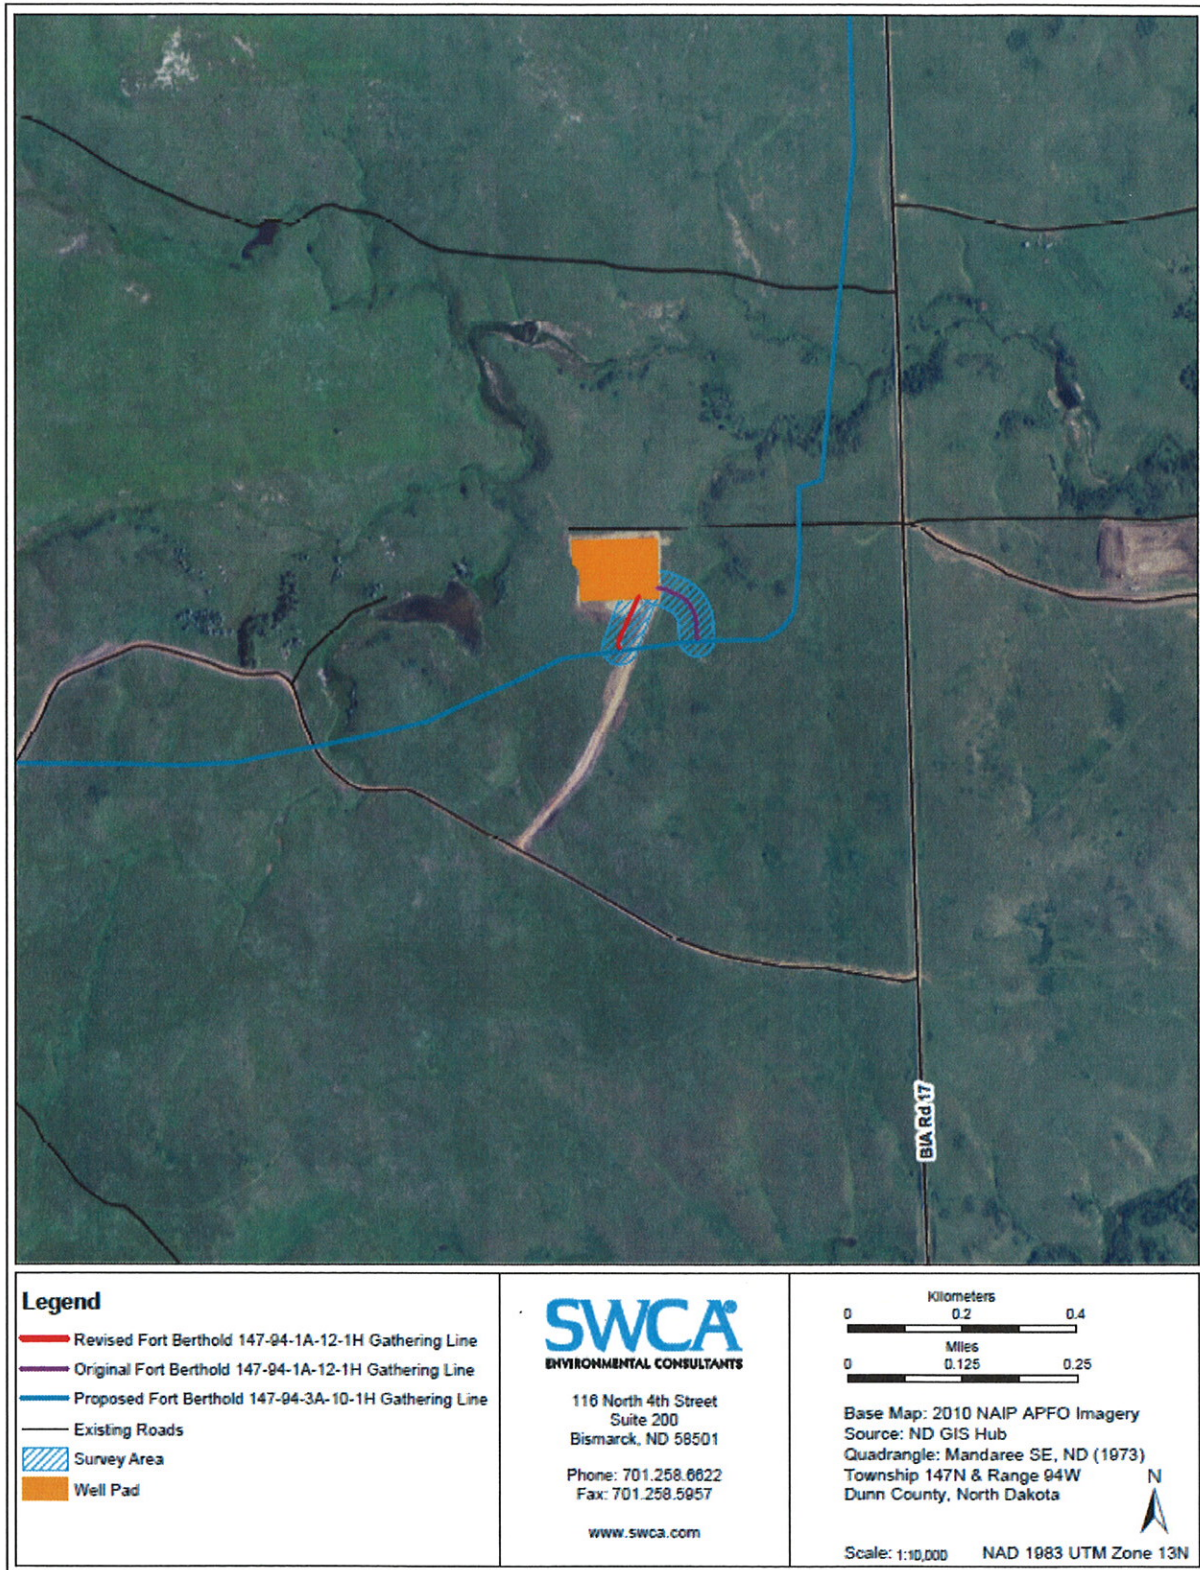 BIA Rd 17
Legend
Revised Fort Berthold 147-94-1A-12-1H Gathering Line
Original Fort Berthold 147-94-1A-12-1H Gathering Line
Proposed Fort Berthold 147-94-3A-10-1H Gathering Line
Existing Roads
Survey Area
Well Pad
SWCA®
ENVIRONMENTAL CONSULTANTS
116 North 4th Street
Suite 200
Bismarck, ND 58501
Phone: 701.258.6622
Fax: 701.258.5957
www.swca.com
Kilometers
0 0.2 0.4
Miles
0 0.125 0.25
Base Map: 2010 NAIP APFO Imagery
Source: ND GIS Hub
Quadrangle: Mandaree SE, ND (1973)
Township 147N & Range 94W
Dunn County, North Dakota
N
Scale: 1:10,000 NAD 1983 UTM Zone 13N